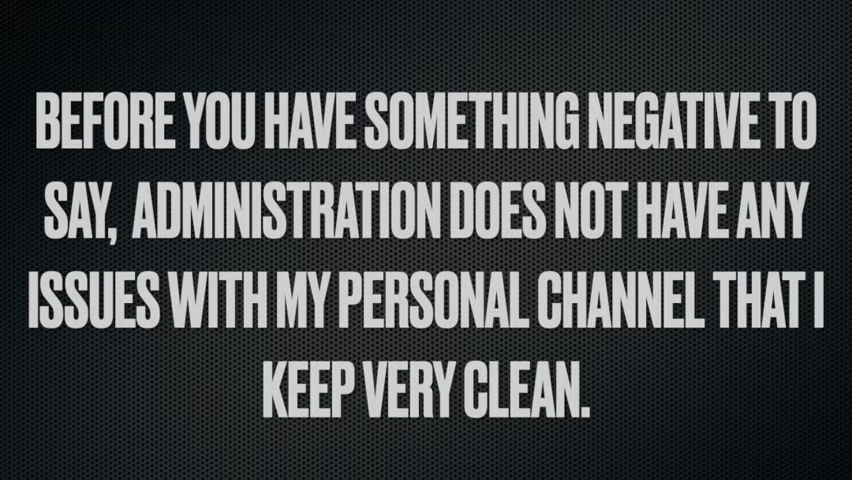 BEFORE YOU HAVE SOMETHING NEGATIVE TO
SAY, ADMINISTRATION DOES NOT HAVE ANY
ISSUES WITH MY PERSONAL CHANNEL THAT I
KEEP VERY CLEAN.